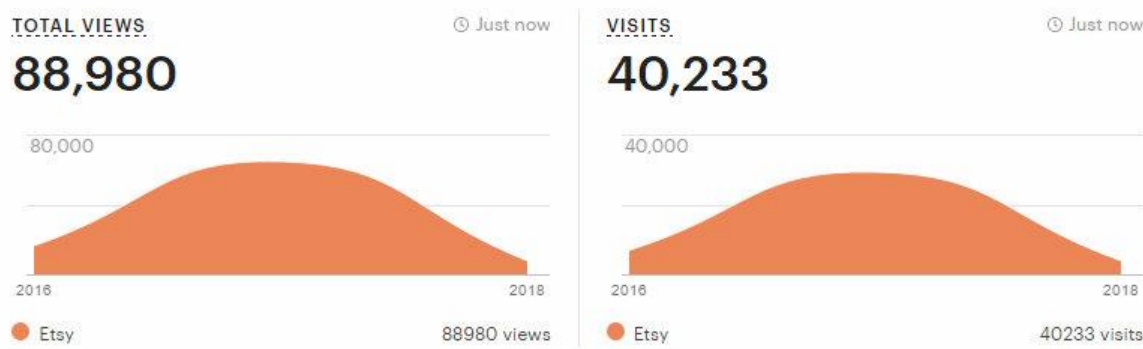 TOTAL VIEWS
Just now
88,980
80,000
2016
2018
Etsy
88980 views
VISITS
Just now
40,233
40,000
2016
2018
Etsy
40233 visits